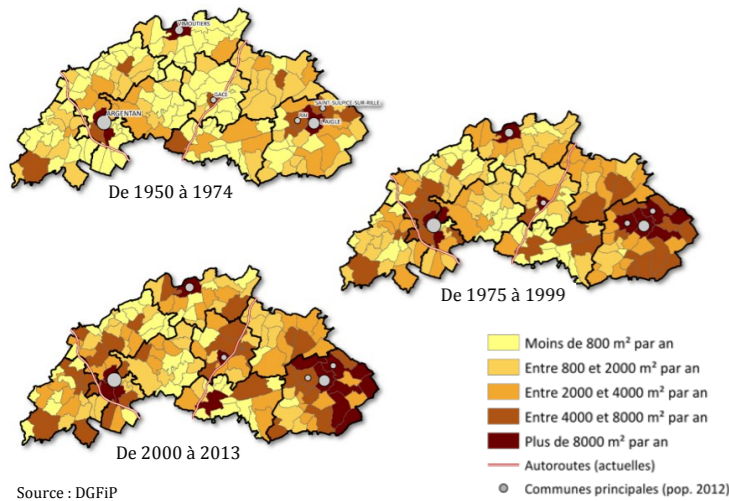 VIMOUTIERS
GACE
SAINT-SULPICE-SUR-RILLE
ARGENTAN
RAI
L'AIGLE
De 1950 à 1974
De 1975 à 1999
Moins de 800 m² par an
Entre 800 et 2000 m² par an
Entre 2000 et 4000 m² par an
Entre 4000 et 8000 m² par an
Plus de 8000 m² par an
Autoroutes (actuelles)
Communes principales (pop. 2012)
De 2000 à 2013
Source : DGFiP